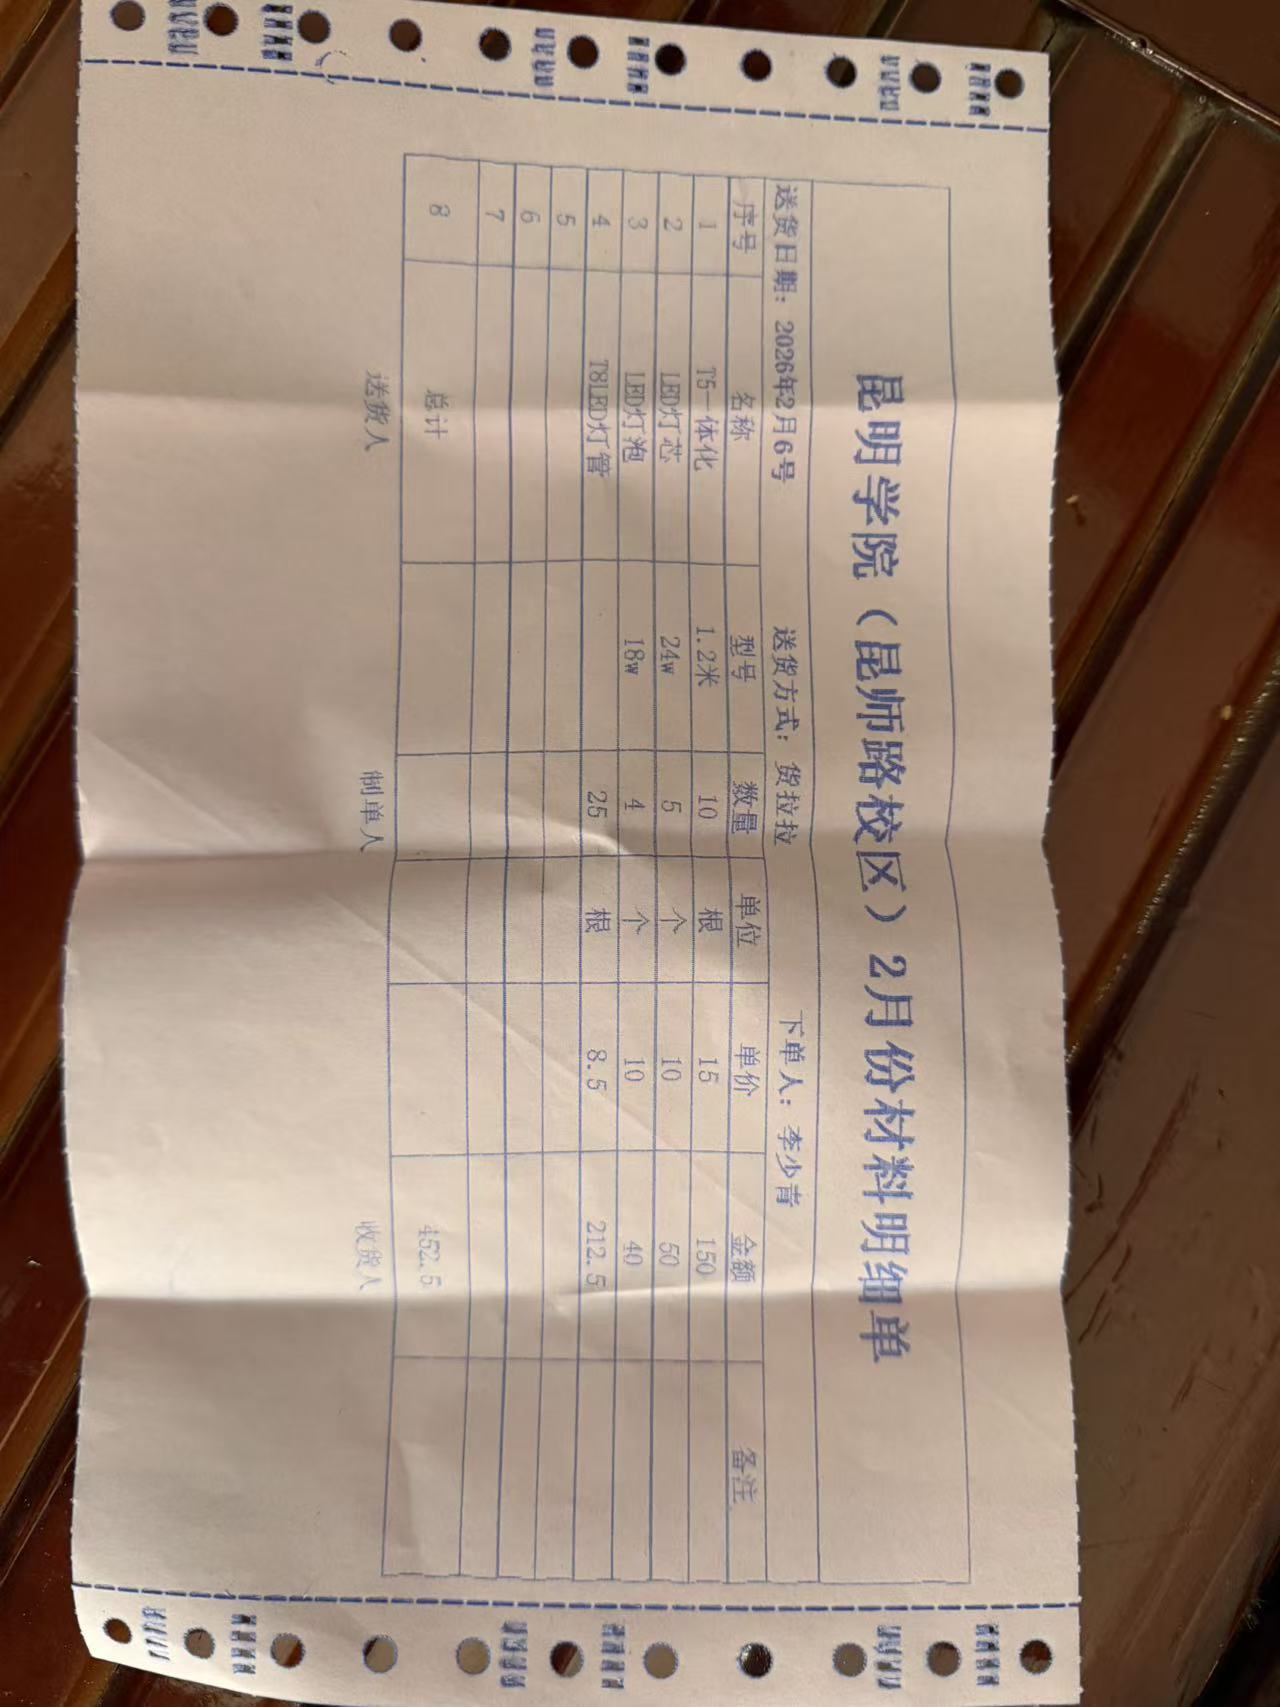 昆明学院（昆师路校区）2月份材料明细单
送货日期：2026年2月6号 送货方式：货拉拉 下单人：李少青
序号 名称 型号 数量 单位 单价 金额 备注
1 T5一体化 1.2米 10 根 15 150
2 LED灯芯 24w 5 个 10 50
3 LED灯泡 18w 4 个 10 40
4 T8LED灯管 25 根 8.5 212.5
5
6
7
8 总计 452.5
送货人 制单人 收货人